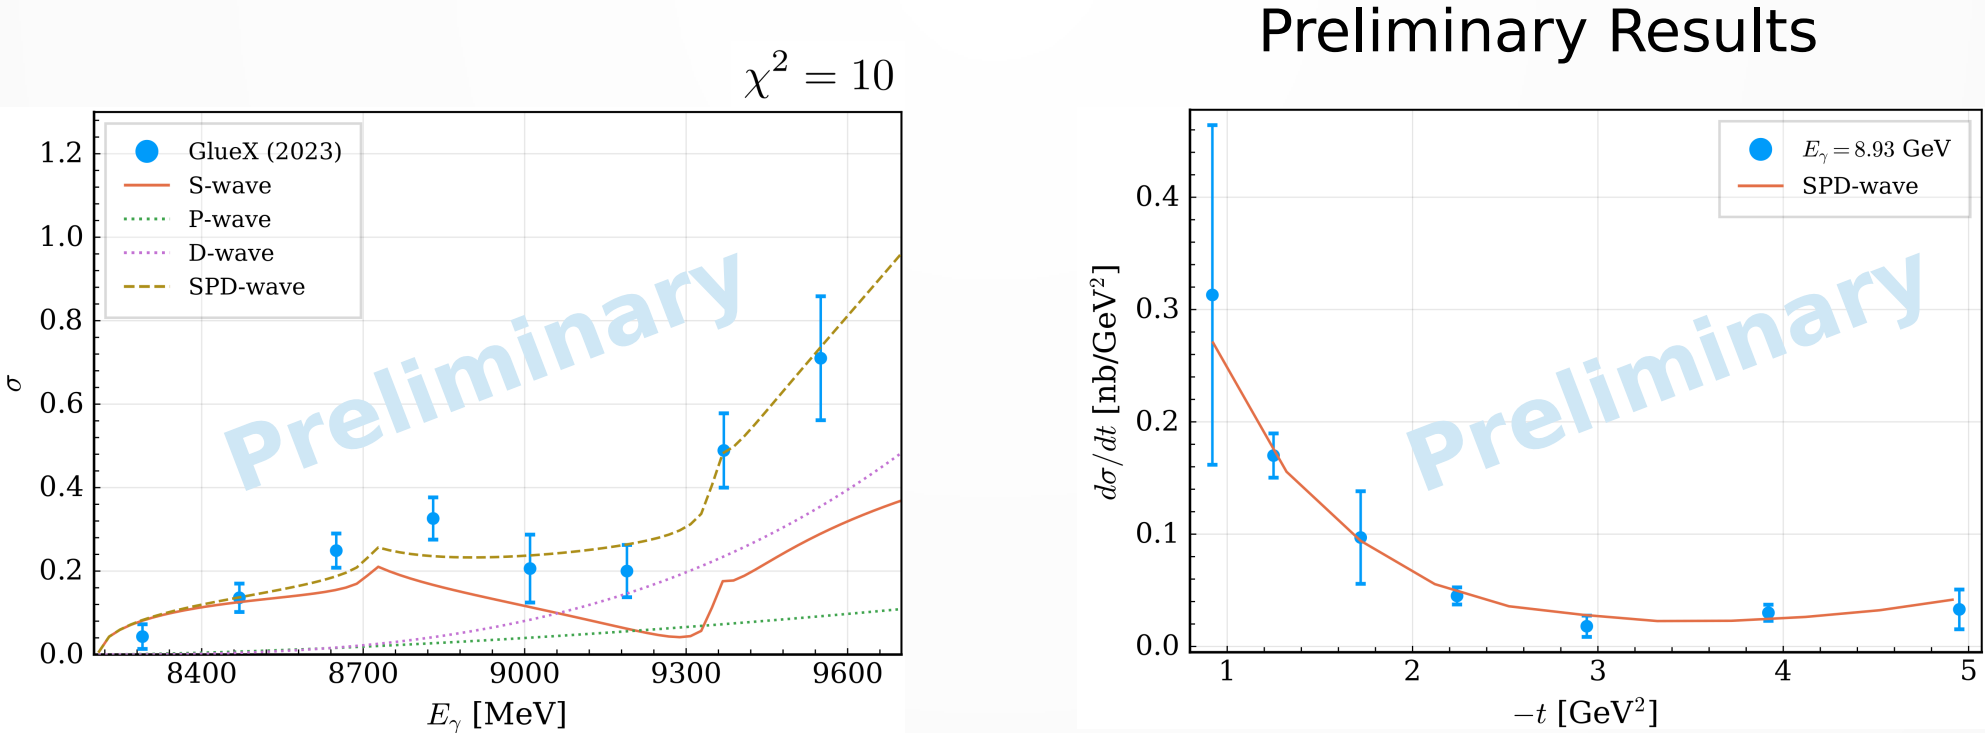 Preliminary Results
χ² = 10
GlueX (2023)
S-wave
P-wave
D-wave
SPD-wave
1.2
1.0
0.8
0.6
0.4
0.2
0.0
σ
8400 8700 9000 9300 9600
E_γ [MeV]
Preliminary
E_γ = 8.93 GeV
SPD-wave
0.4
0.3
0.2
0.1
0.0
dσ/dt [nb/GeV²]
1 2 3 4 5
−t [GeV²]
Preliminary